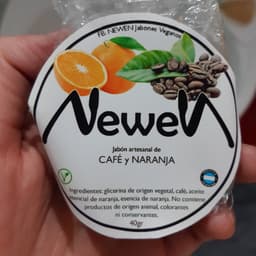 FB. NEWEN Jabones Veganos
NeweN
Jabón artesanal de
CAFÉ y NARANJA
Ingredientes: glicerina de origen vegetal, café, aceite
esencial de naranja, esencia de naranja. No contiene
productos de origen animal, colorantes
ni conservantes.
40gr